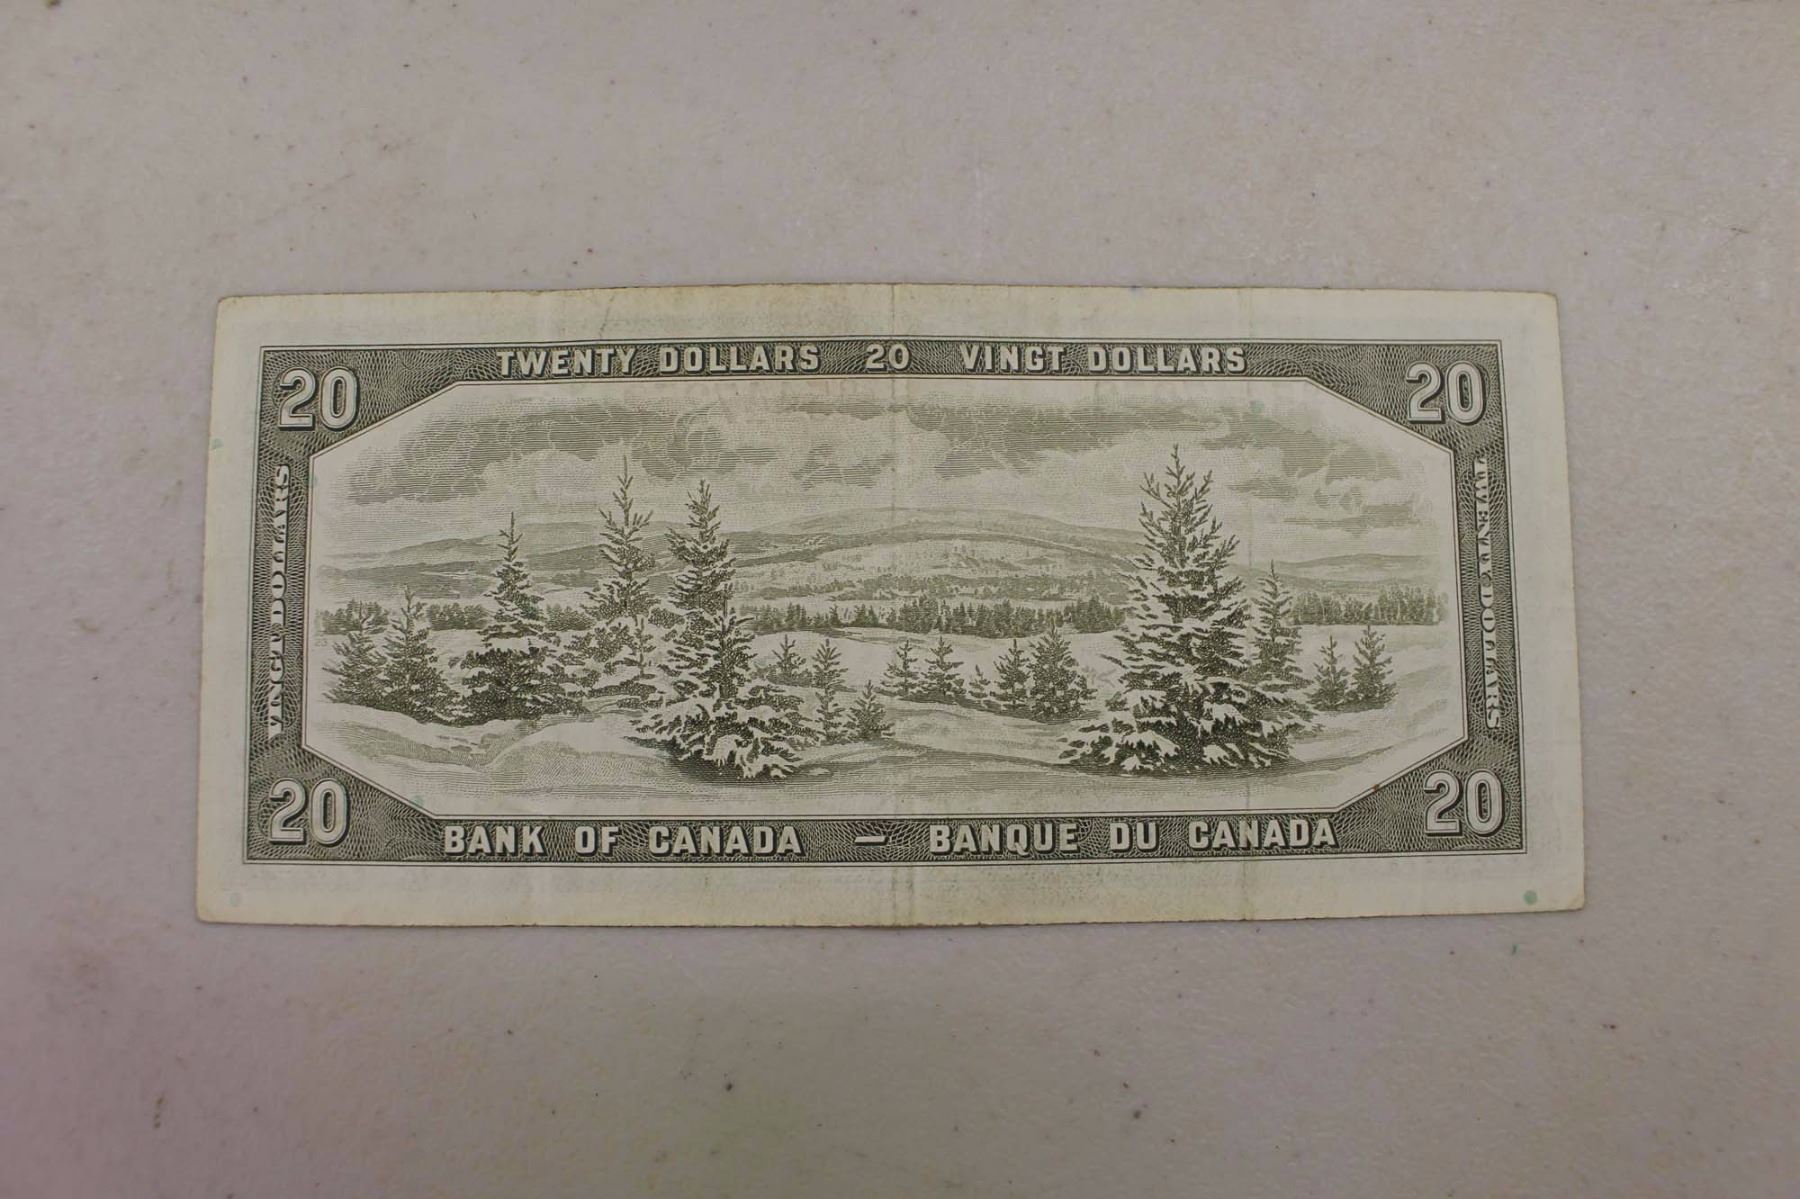 TWENTY DOLLARS 20 VINGT DOLLARS
20
20
VINGT DOLLARS
TWENTY DOLLARS
20
20
BANK OF CANADA — BANQUE DU CANADA